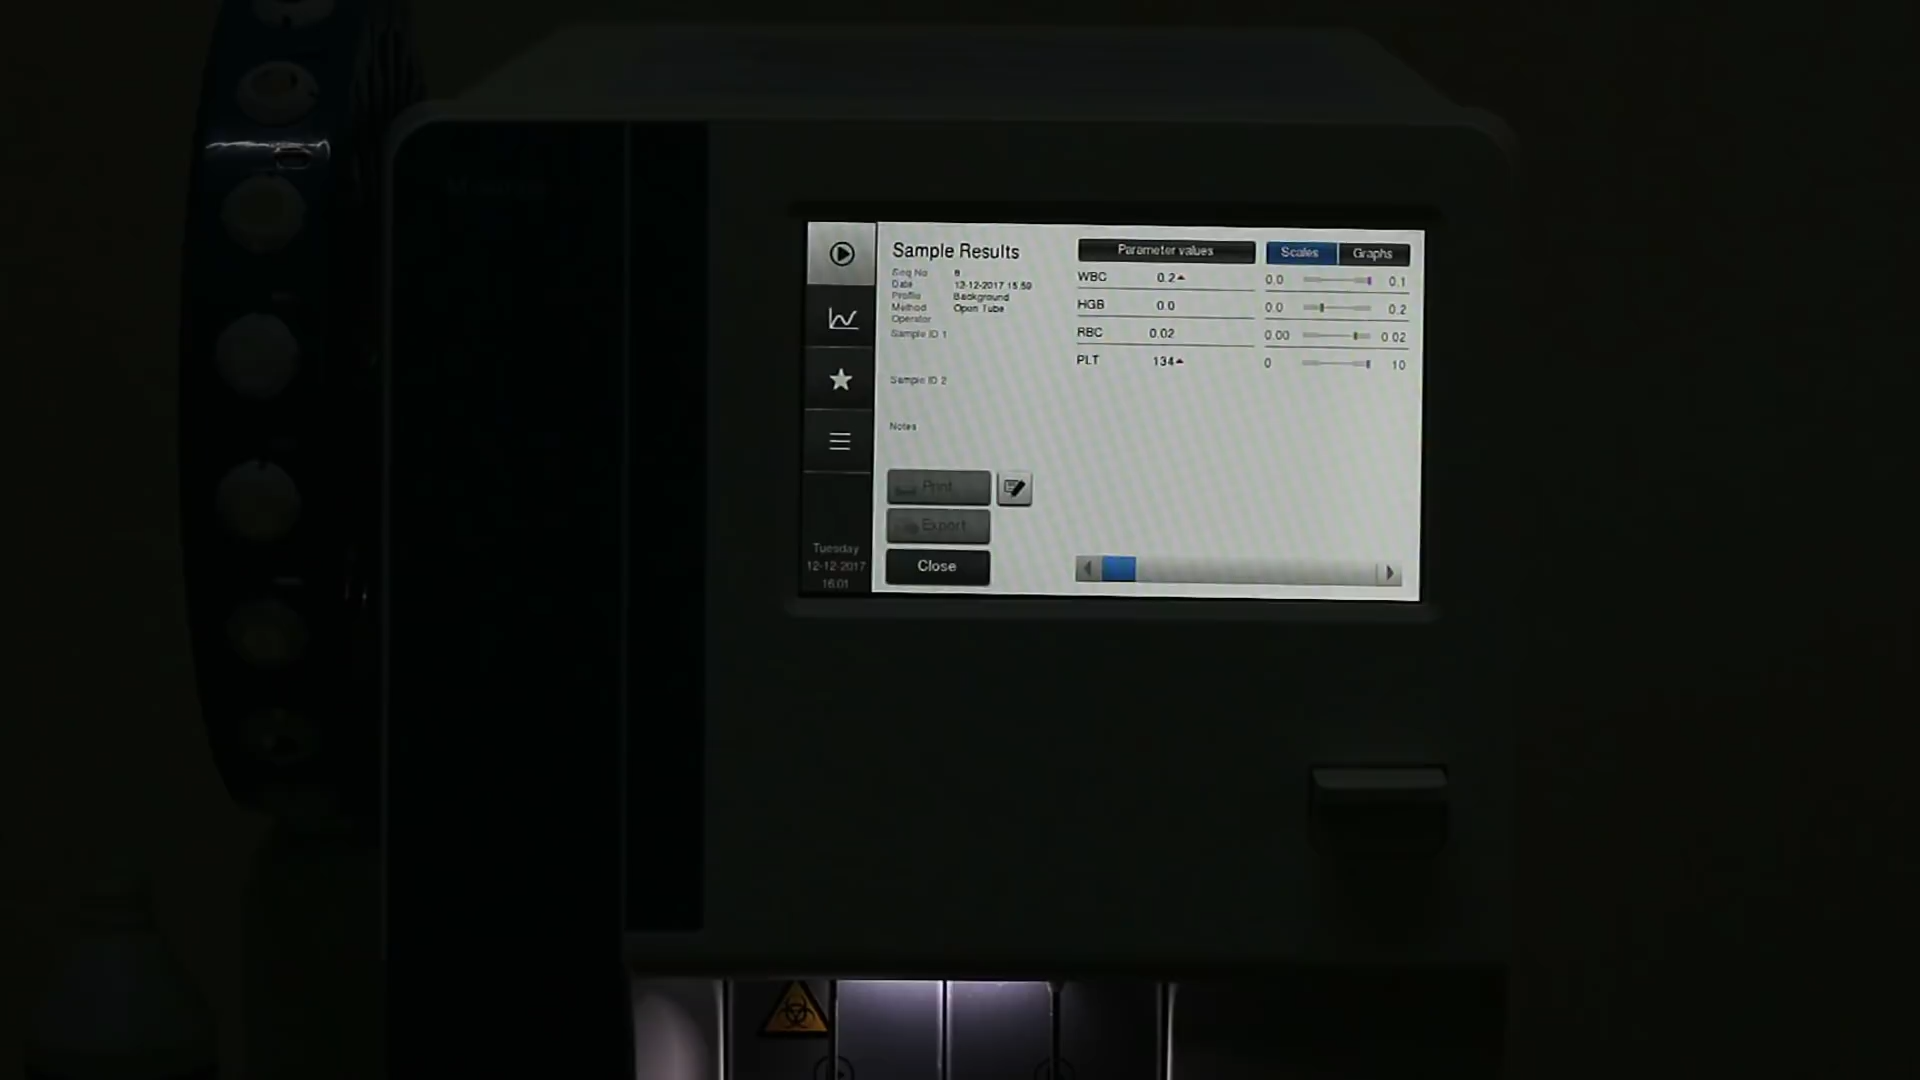 Sample Results
Seq No 8
Date 12-12-2017 15:59
Profile Background
Method Open Tube
Operator
Sample ID 1
Sample ID 2
Notes
Print
Export
Close
Tuesday
12-12-2017
16:01
Parameter values
Scales Graphs
WBC 0.2 0.0 0.1
HGB 0.0 0.0 0.2
RBC 0.02 0.00 0.02
PLT 134 0 10